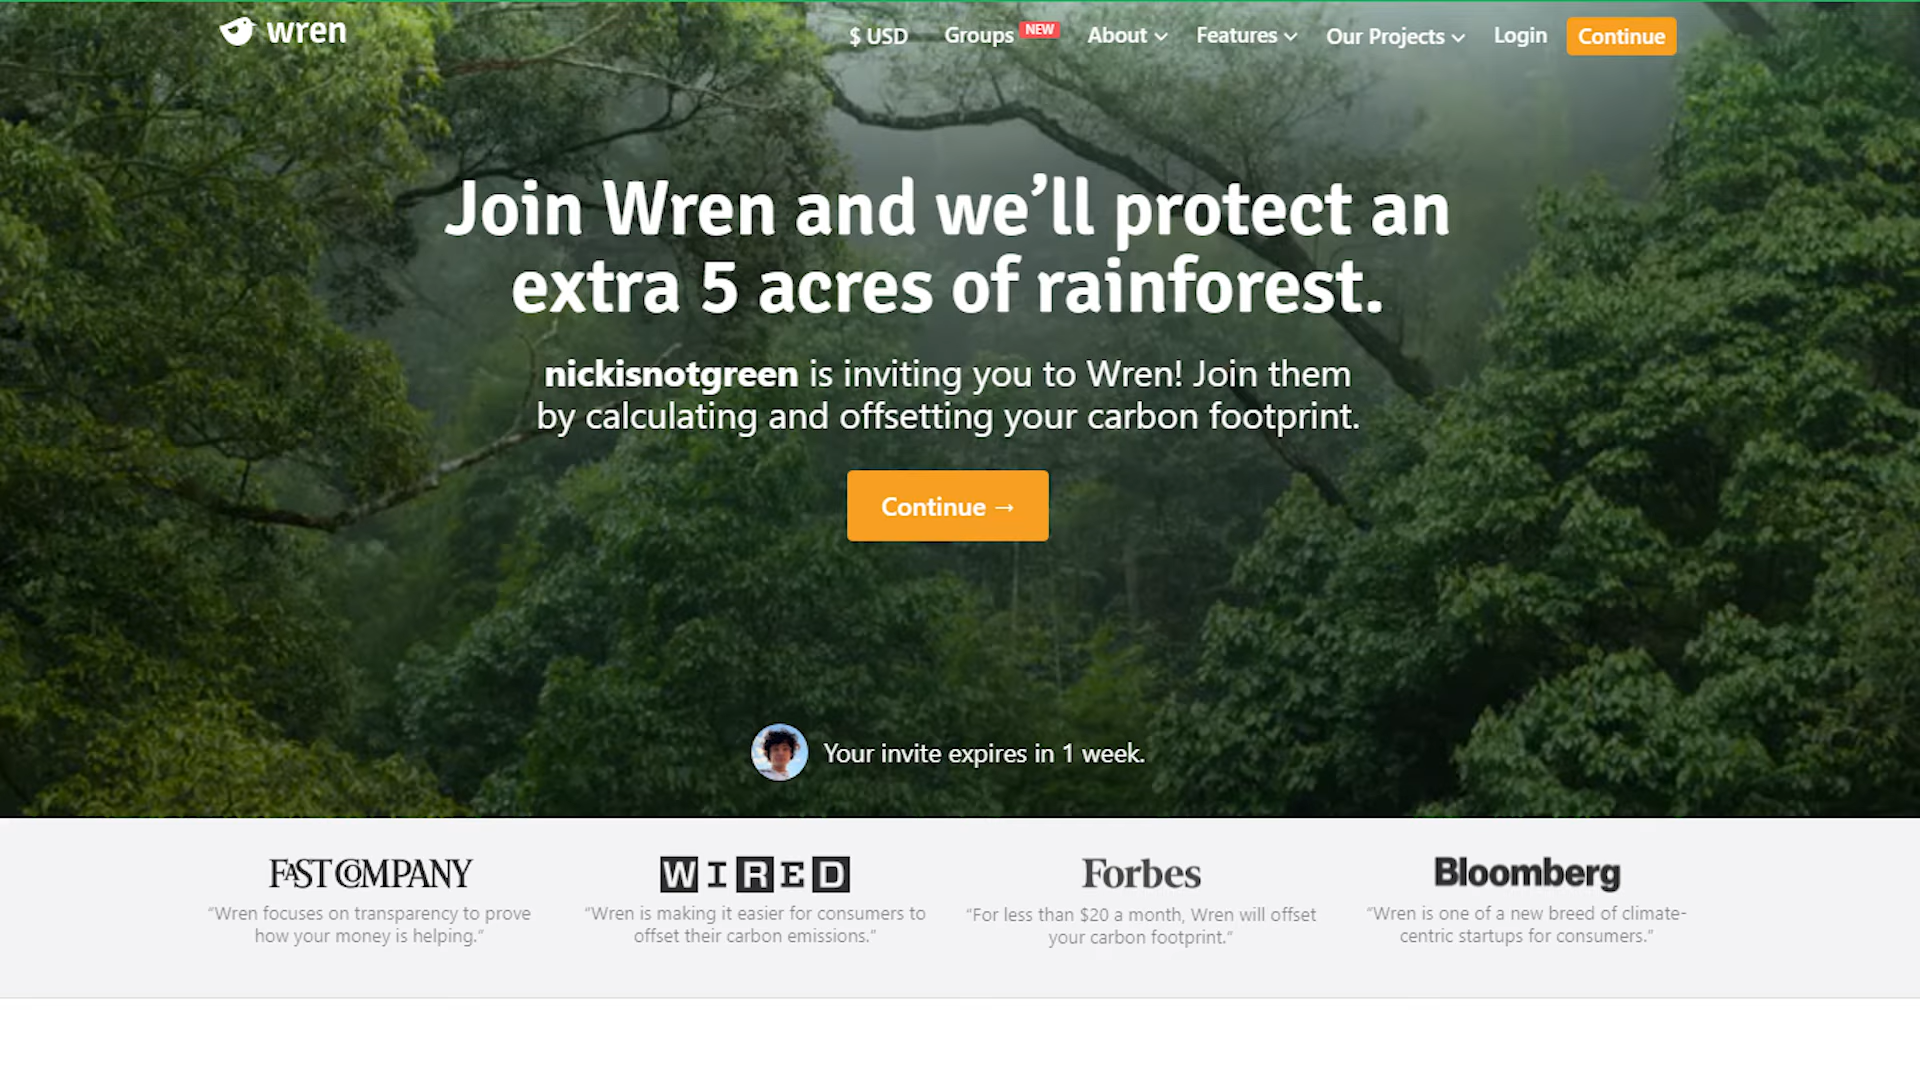 wren
$ USD
Groups NEW
About
Features
Our Projects
Login
Continue
Join Wren and we’ll protect an
extra 5 acres of rainforest.
nickisnotgreen is inviting you to Wren! Join them
by calculating and offsetting your carbon footprint.
Continue →
Your invite expires in 1 week.
FAST COMPANY
“Wren focuses on transparency to prove
how your money is helping.”
WIRED
“Wren is making it easier for consumers to
offset their carbon emissions.”
Forbes
“For less than $20 a month, Wren will offset
your carbon footprint.”
Bloomberg
“Wren is one of a new breed of climate-
centric startups for consumers.”